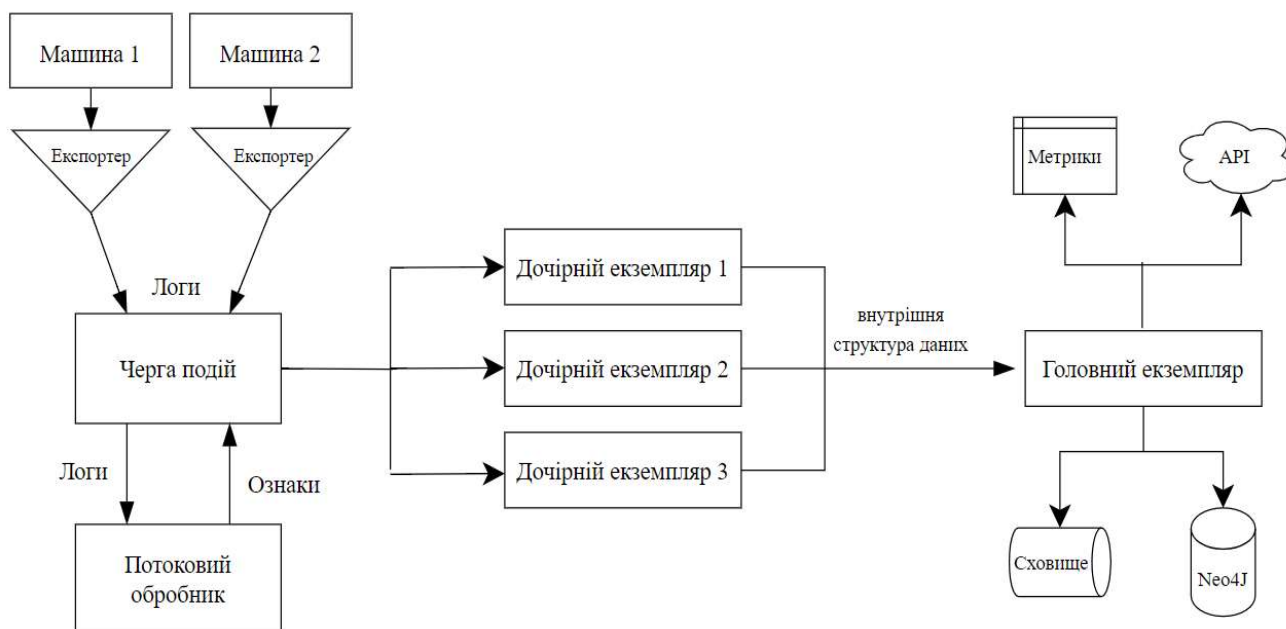 Машина 1
Машина 2
Експортер
Експортер
Логи
Черга подій
Логи
Ознаки
Потоковий
обробник
Дочірній екземпляр 1
Дочірній екземпляр 2
Дочірній екземпляр 3
внутрішня
структура даних
Метрики
API
Головний екземпляр
Сховище
Neo4J